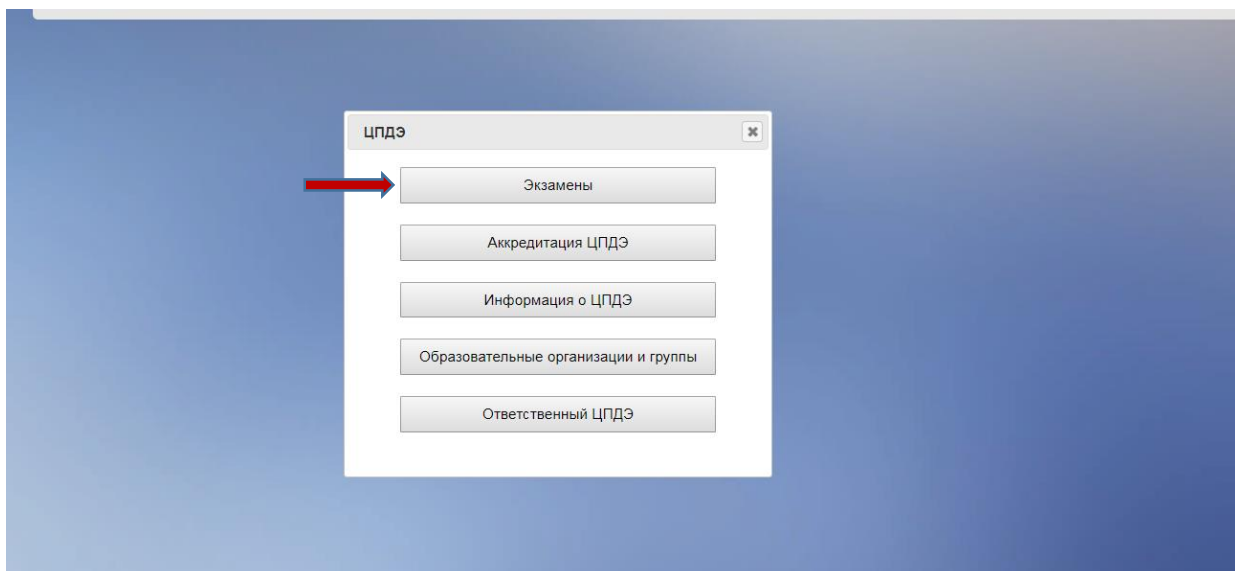 ЦПДЭ
Экзамены
Аккредитация ЦПДЭ
Информация о ЦПДЭ
Образовательные организации и группы
Ответственный ЦПДЭ